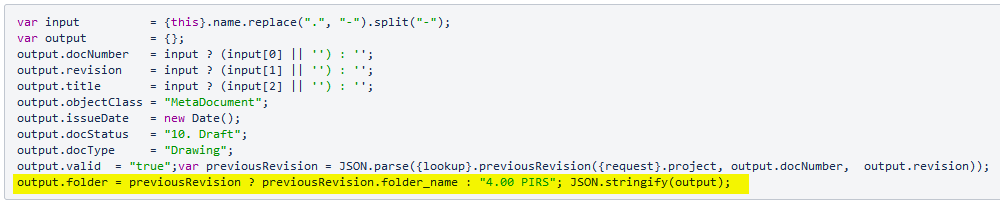 var input = {this}.name.replace(".", "-").split("-");
var output = {};
output.docNumber = input ? (input[0] || '') : '';
output.revision = input ? (input[1] || '') : '';
output.title = input ? (input[2] || '') : '';
output.objectClass = "MetaDocument";
output.issueDate = new Date();
output.docStatus = "10. Draft";
output.docType = "Drawing";
output.valid = "true";var previousRevision = JSON.parse({lookup}.previousRevision({request}.project, output.docNumber, output.revision));
output.folder = previousRevision ? previousRevision.folder_name : "4.00 PIRS"; JSON.stringify(output);